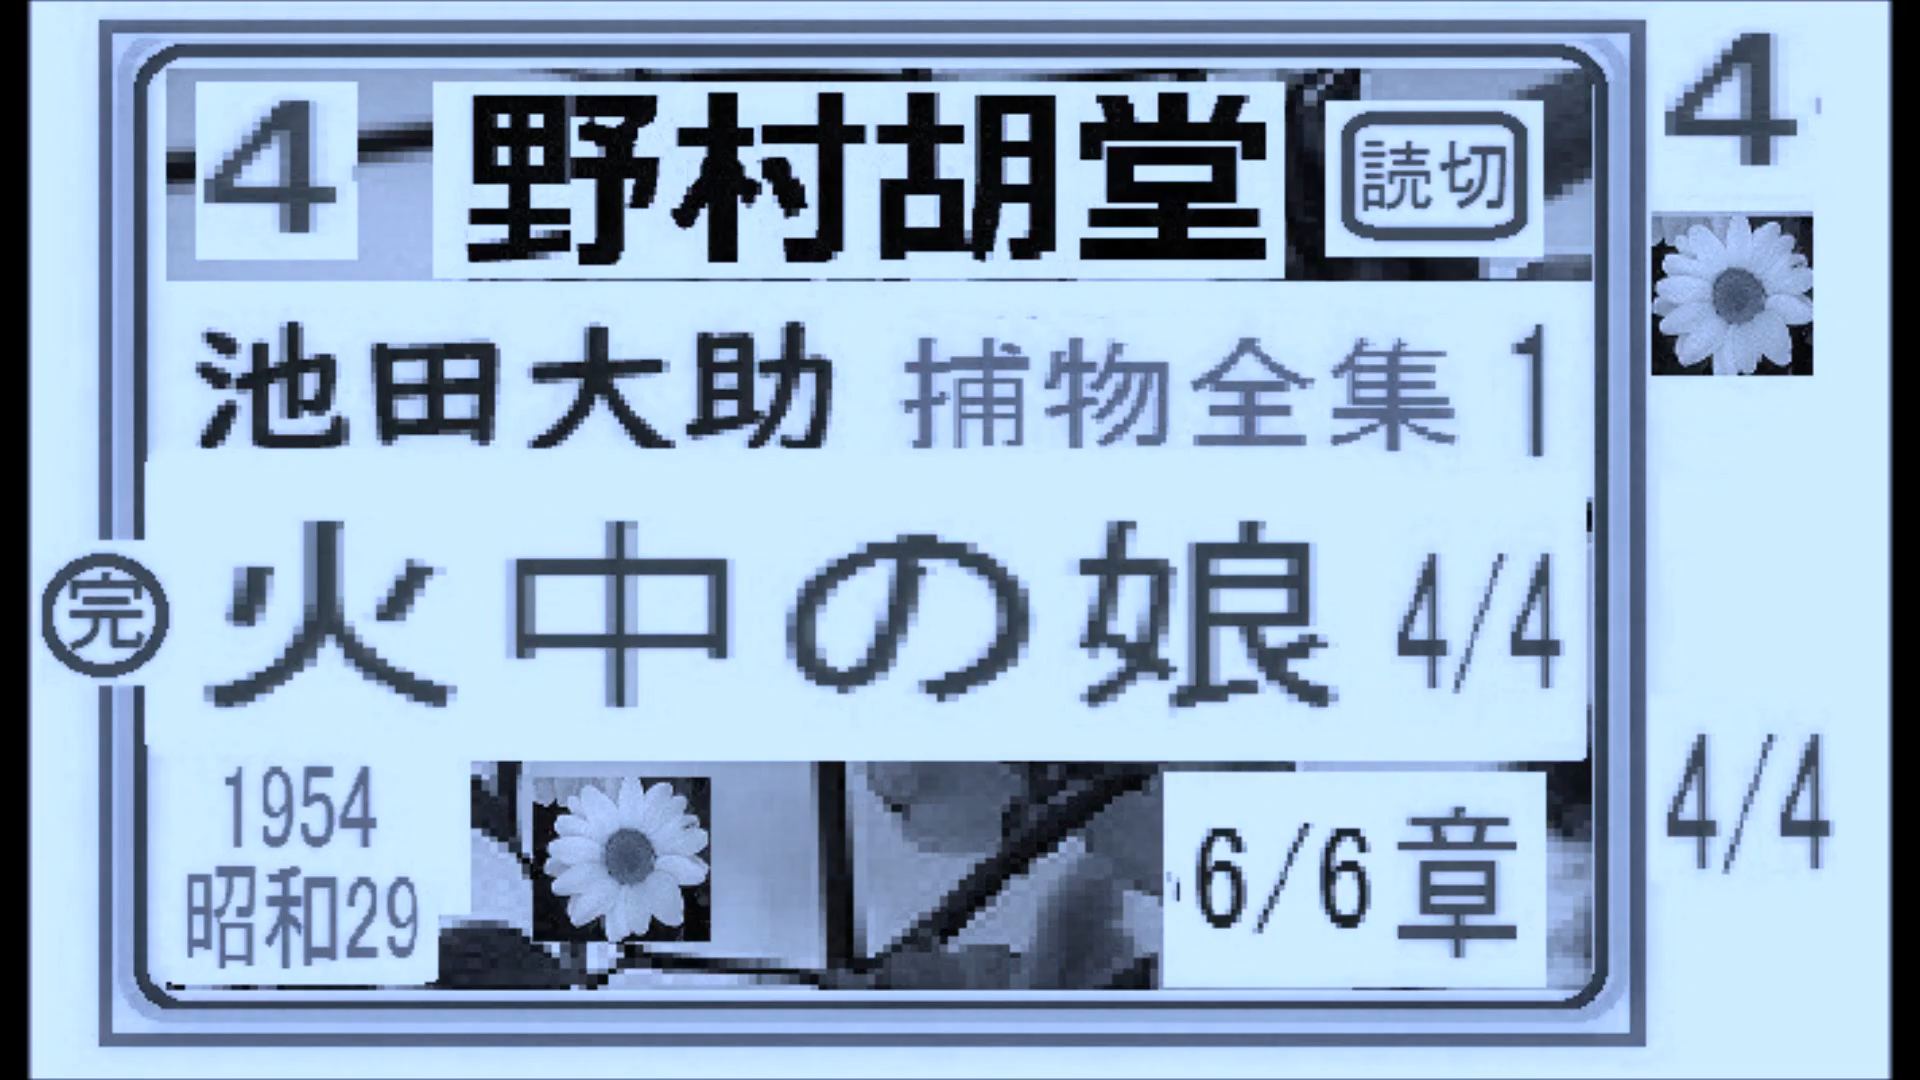 4 野村胡堂 読切
4
池田大助 捕物全集 1
完 火中の娘 4/4
1954
昭和29
6/6章
4/4